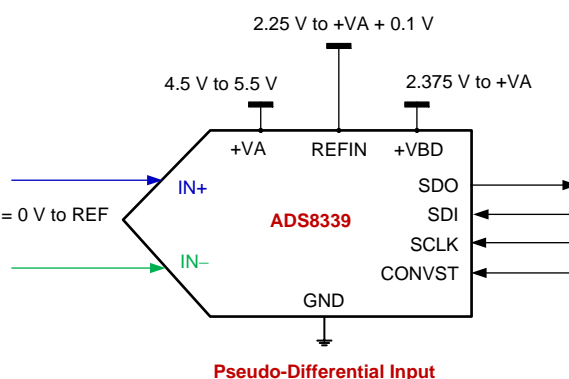 2.25 V to +VA + 0.1 V
4.5 V to 5.5 V
2.375 V to +VA
+VA
REFIN
+VBD
IN+
SDO
= 0 V to REF
ADS8339
SDI
SCLK
IN−
CONVST
GND
Pseudo-Differential Input